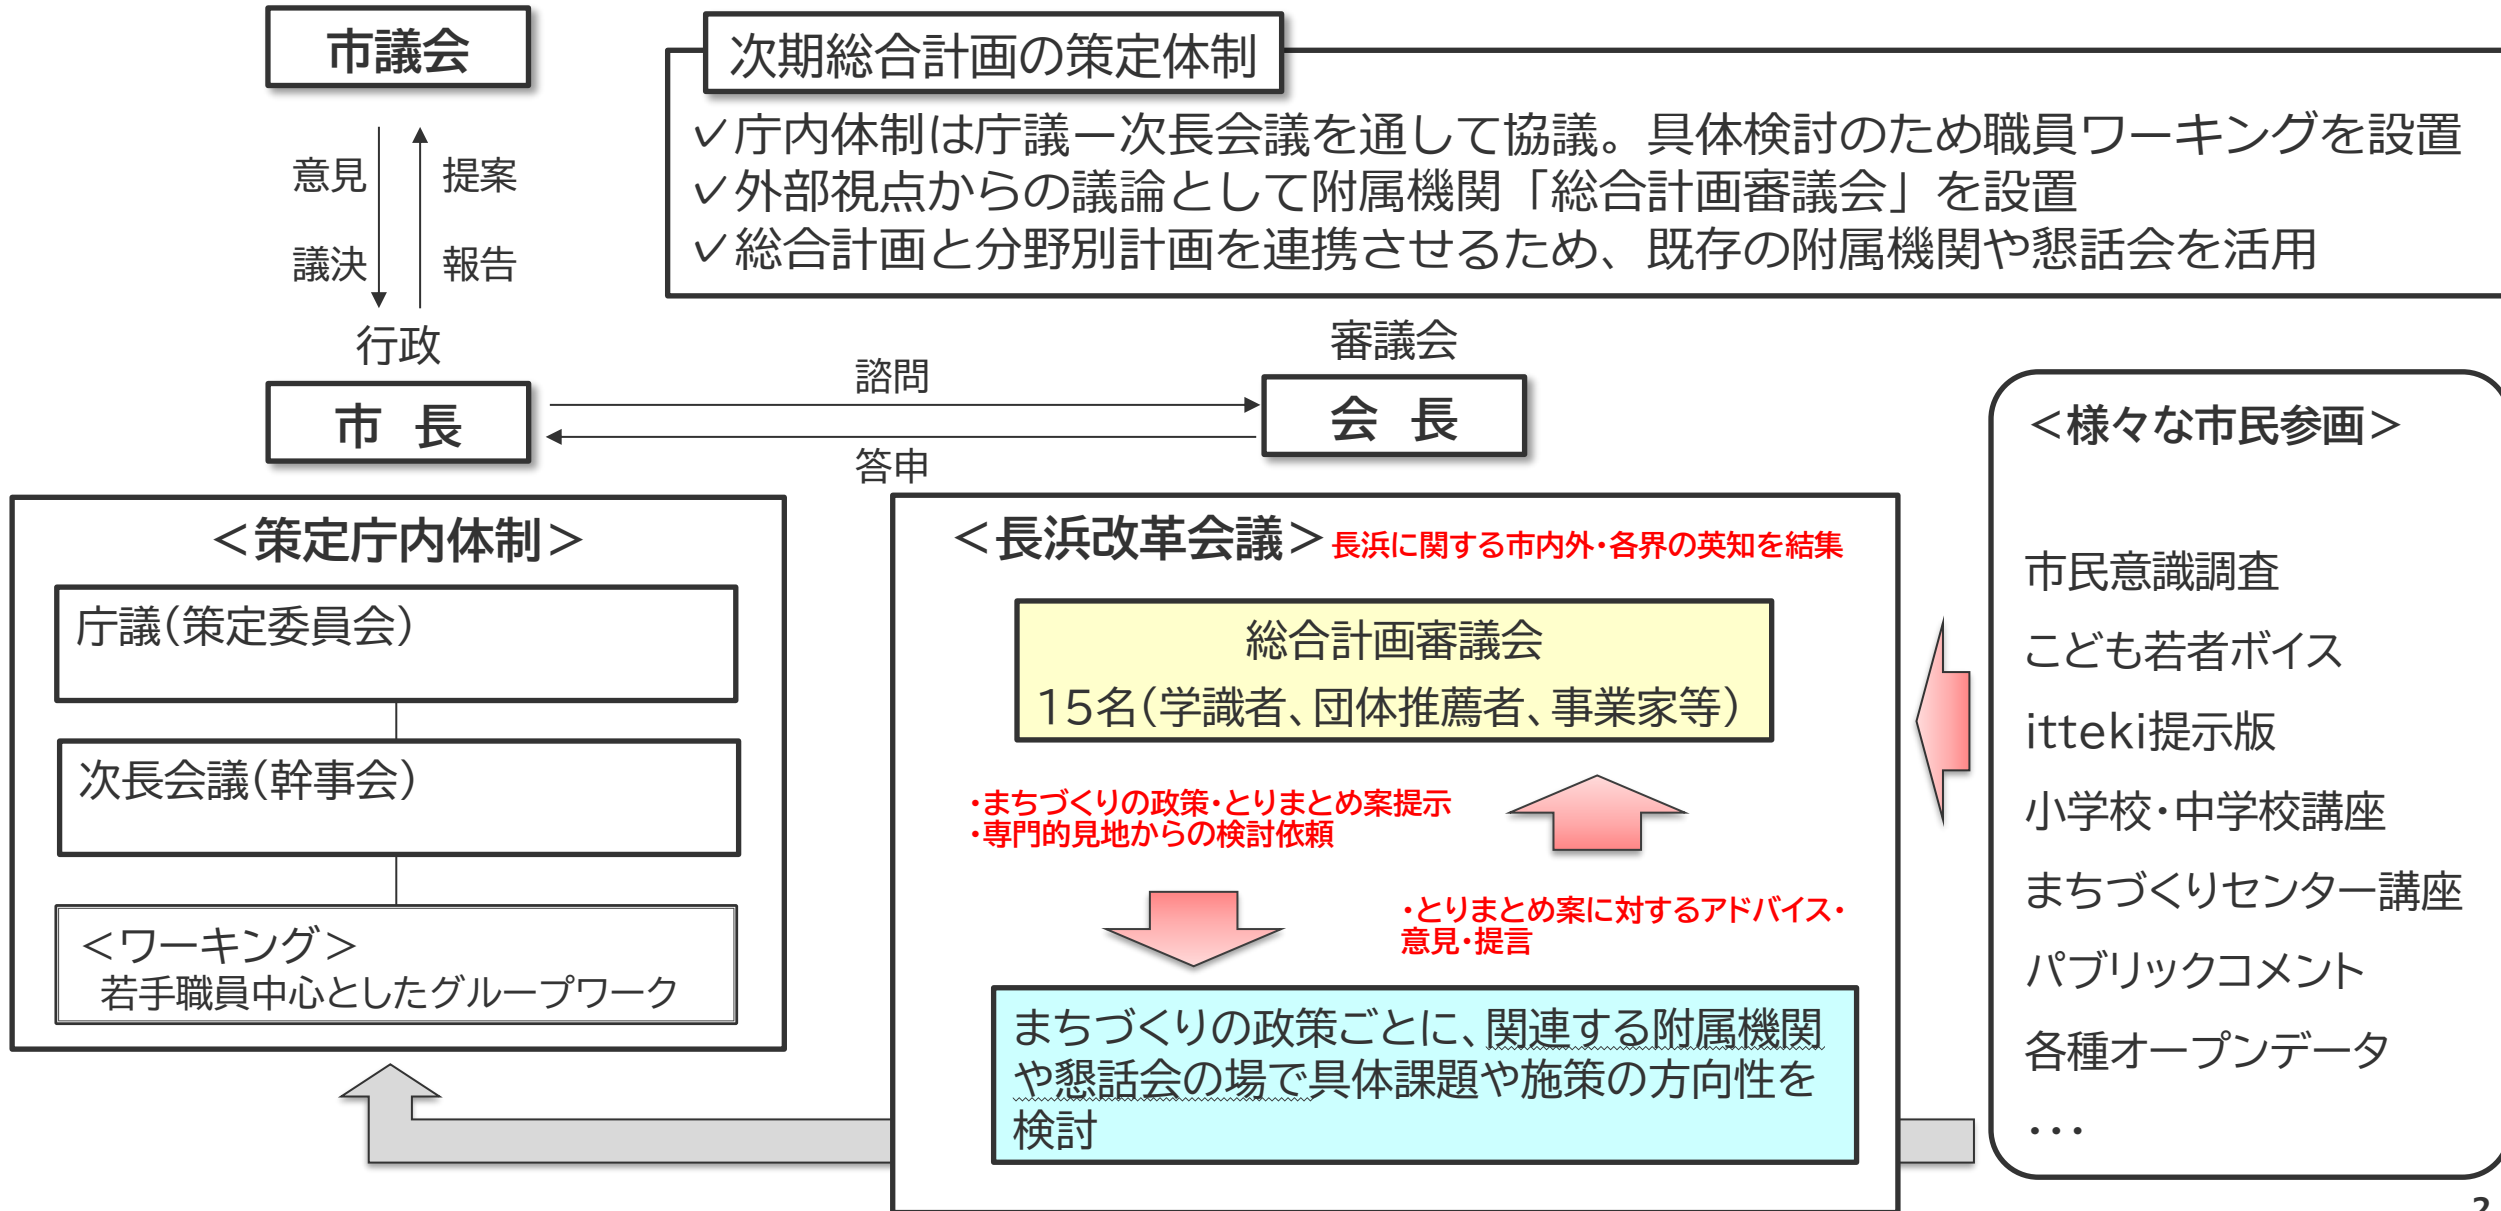 市議会
次期総合計画の策定体制
✓庁内体制は庁議ー次長会議を通して協議。具体検討のため職員ワーキングを設置
✓外部視点からの議論として附属機関「総合計画審議会」を設置
✓総合計画と分野別計画を連携させるため、既存の附属機関や懇話会を活用
意見
提案
議決
報告
行政
審議会
市 長
諮問
答申
会 長
＜策定庁内体制＞
庁議(策定委員会)
次長会議(幹事会)
＜ワーキング＞
若手職員中心としたグループワーク
＜長浜改革会議＞長浜に関する市内外・各界の英知を結集
総合計画審議会
15名(学識者、団体推薦者、事業家等)
・まちづくりの政策・とりまとめ案提示
・専門的見地からの検討依頼
・とりまとめ案に対するアドバイス・
意見・提言
まちづくりの政策ごとに、関連する附属機関
や懇話会の場で具体課題や施策の方向性を
検討
＜様々な市民参画＞
市民意識調査
こども若者ボイス
itteki提示版
小学校・中学校講座
まちづくりセンター講座
パブリックコメント
各種オープンデータ
・・・
2